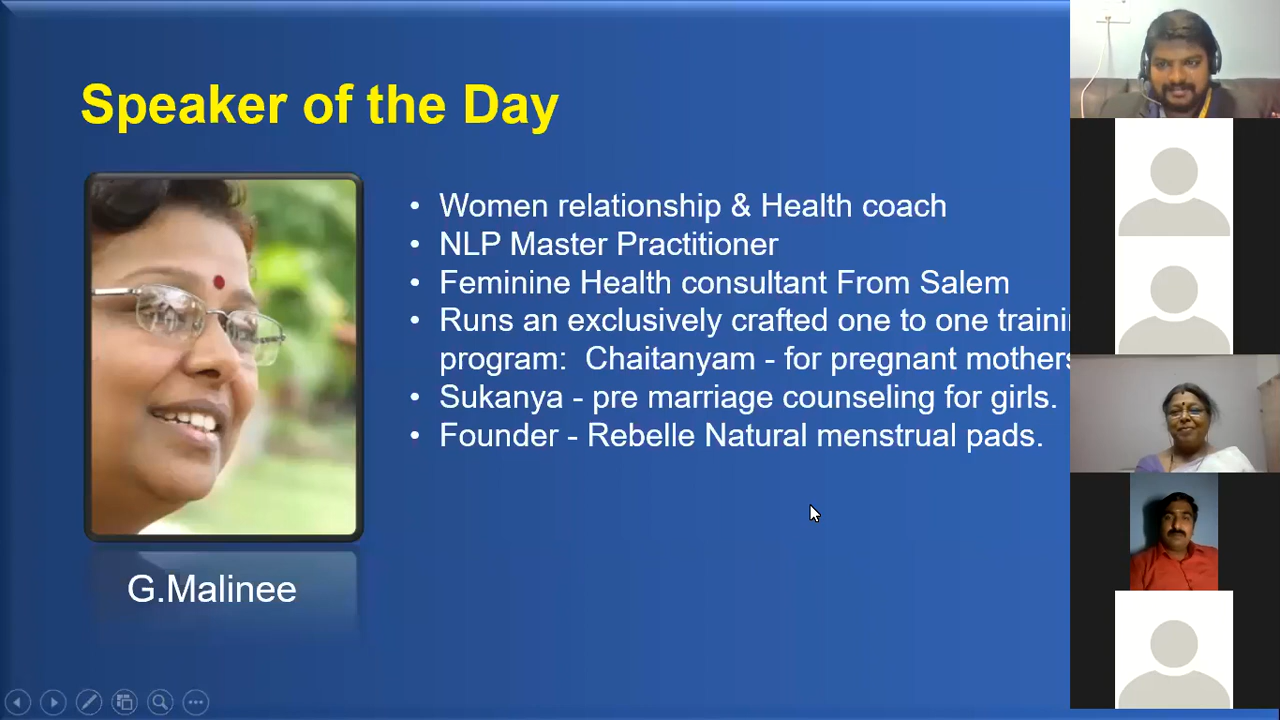 Speaker of the Day
• Women relationship & Health coach
• NLP Master Practitioner
• Feminine Health consultant From Salem
• Runs an exclusively crafted one to one
program: Chaitanyam - for pregnant mothers
• Sukanya - pre marriage counseling for girls.
• Founder - Rebelle Natural menstrual pads.
G.Malinee